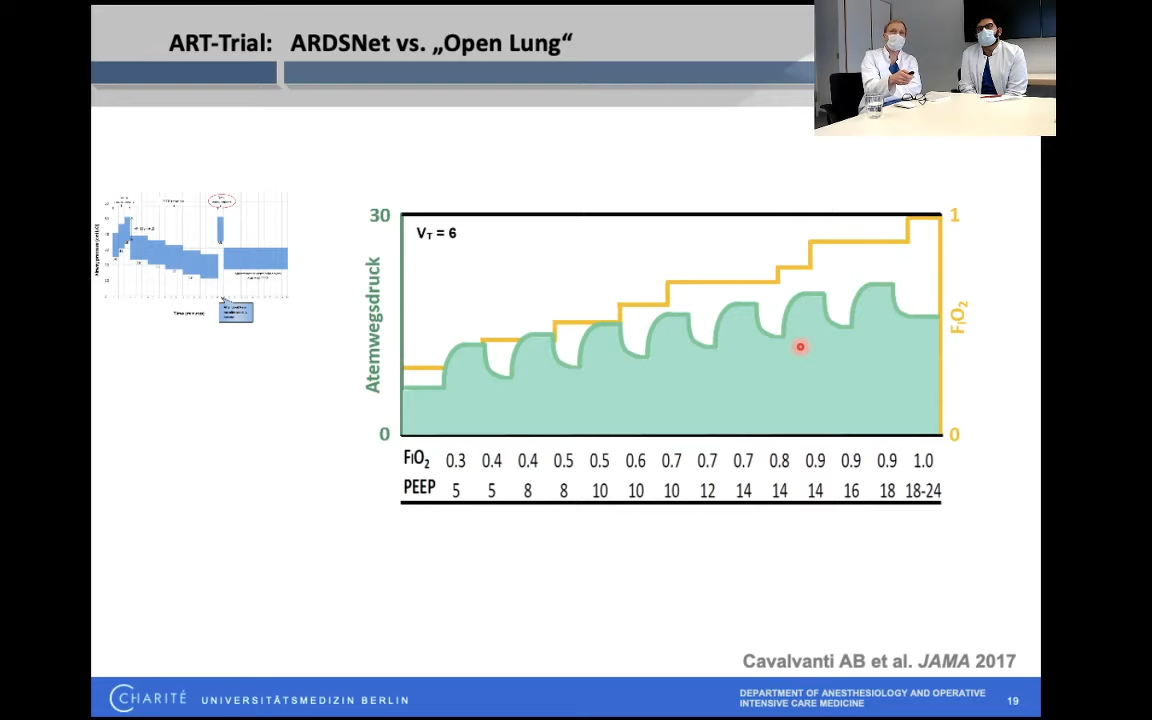 ART-Trial: ARDSNet vs. „Open Lung“
30
1
V_T = 6
Atemwegsdruck
F_IO_2
0
0
F_IO_2 0.3 0.4 0.4 0.5 0.5 0.6 0.7 0.7 0.7 0.8 0.9 0.9 0.9 1.0
PEEP 5 5 8 8 10 10 10 12 14 14 14 16 18 18-24
Cavalvanti AB et al. JAMA 2017
CHARITÉ UNIVERSITÄTSMEDIZIN BERLIN
DEPARTMENT OF ANESTHESIOLOGY AND OPERATIVE
INTENSIVE CARE MEDICINE
19